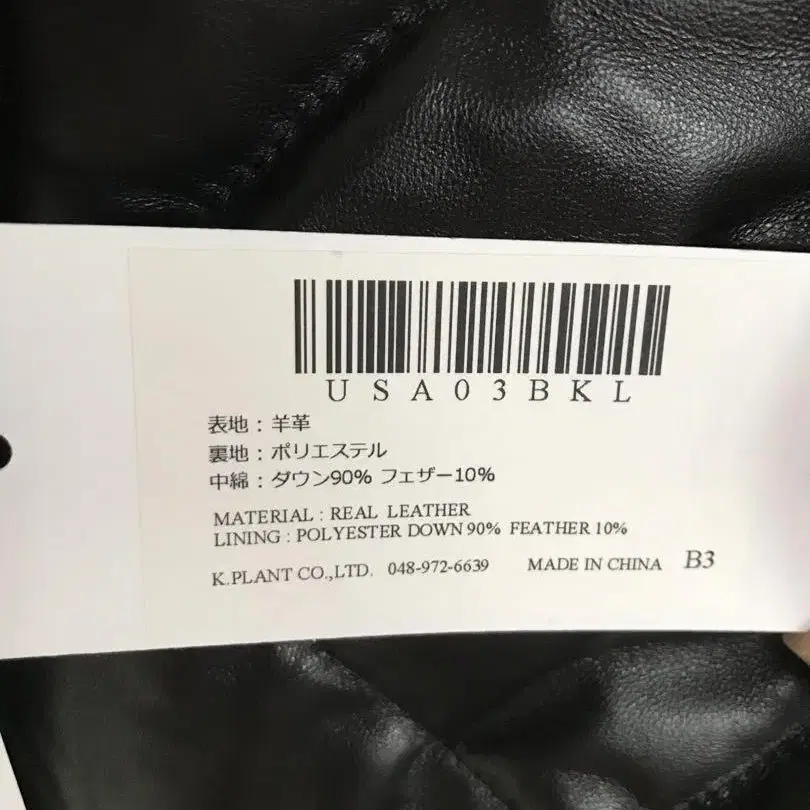 USA03BKL
表地：羊革
裏地：ポリエステル
中綿：ダウン90% フェザー10%
MATERIAL : REAL LEATHER
LINING : POLYESTER DOWN 90% FEATHER 10%
K.PLANT CO.,LTD. 048-972-6639 MADE IN CHINA B3